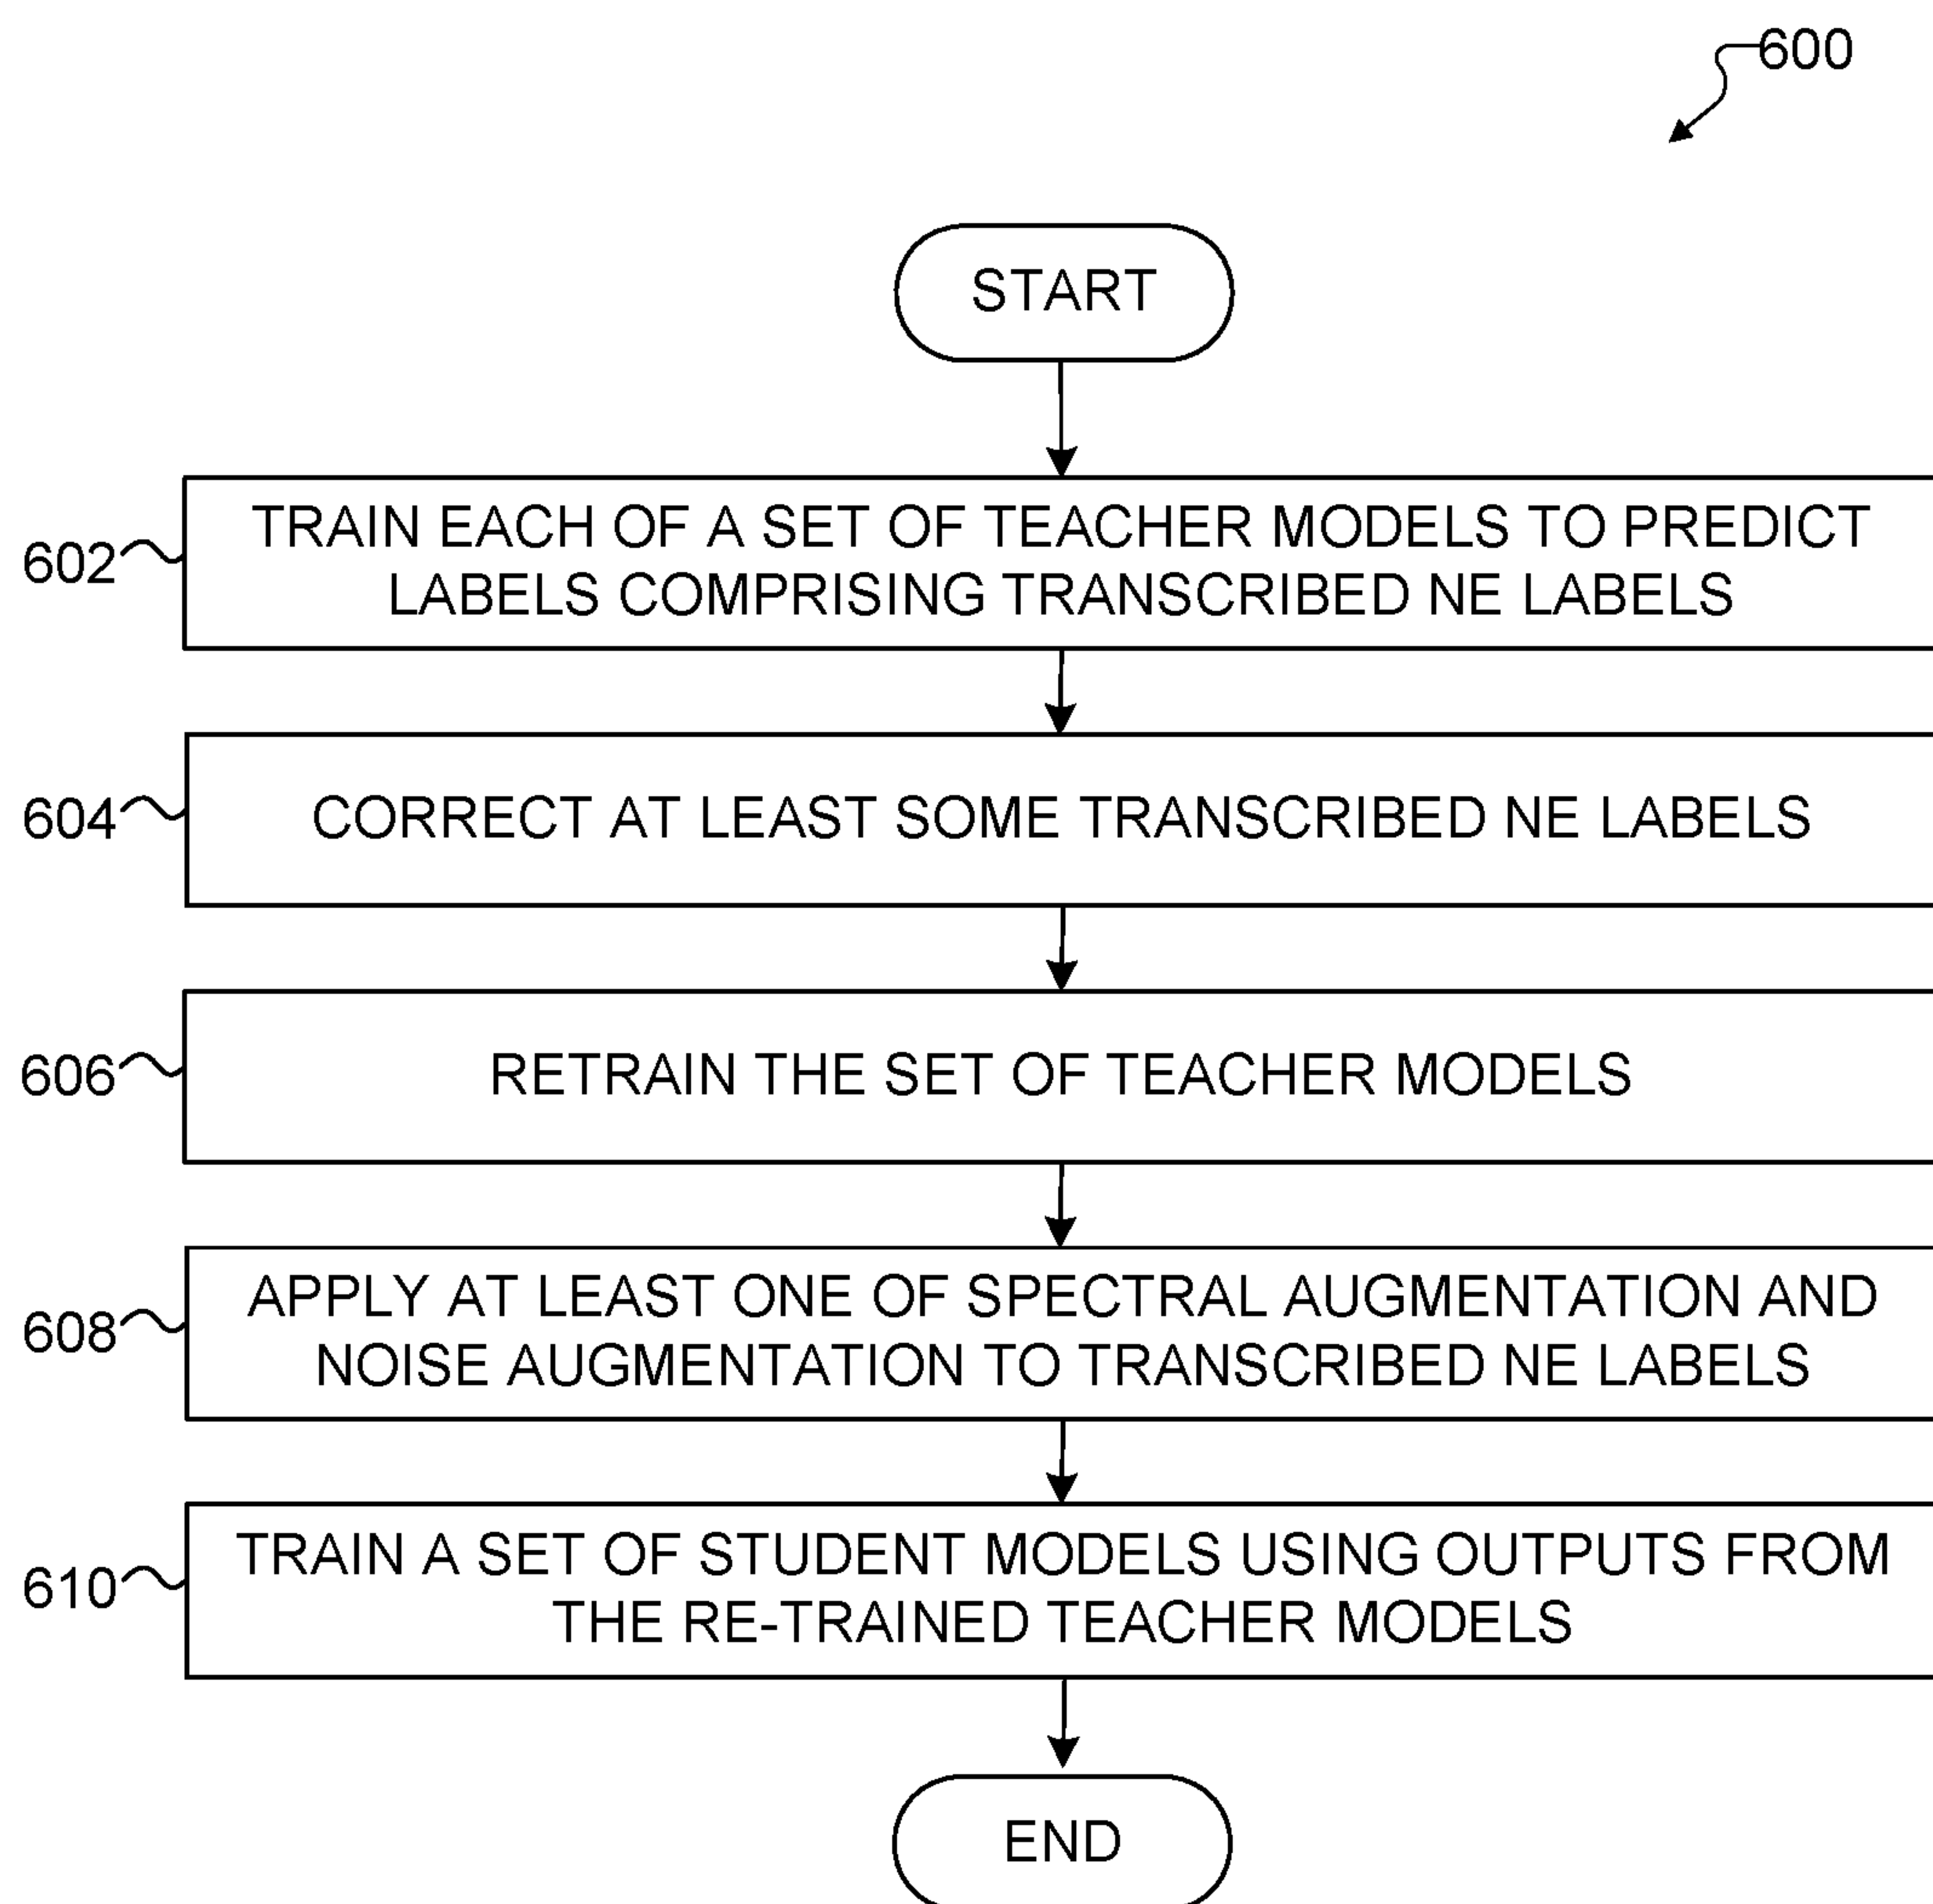 600
START
602
TRAIN EACH OF A SET OF TEACHER MODELS TO PREDICT
LABELS COMPRISING TRANSCRIBED NE LABELS
604
CORRECT AT LEAST SOME TRANSCRIBED NE LABELS
606
RETRAIN THE SET OF TEACHER MODELS
608
APPLY AT LEAST ONE OF SPECTRAL AUGMENTATION AND
NOISE AUGMENTATION TO TRANSCRIBED NE LABELS
610
TRAIN A SET OF STUDENT MODELS USING OUTPUTS FROM
THE RE-TRAINED TEACHER MODELS
END